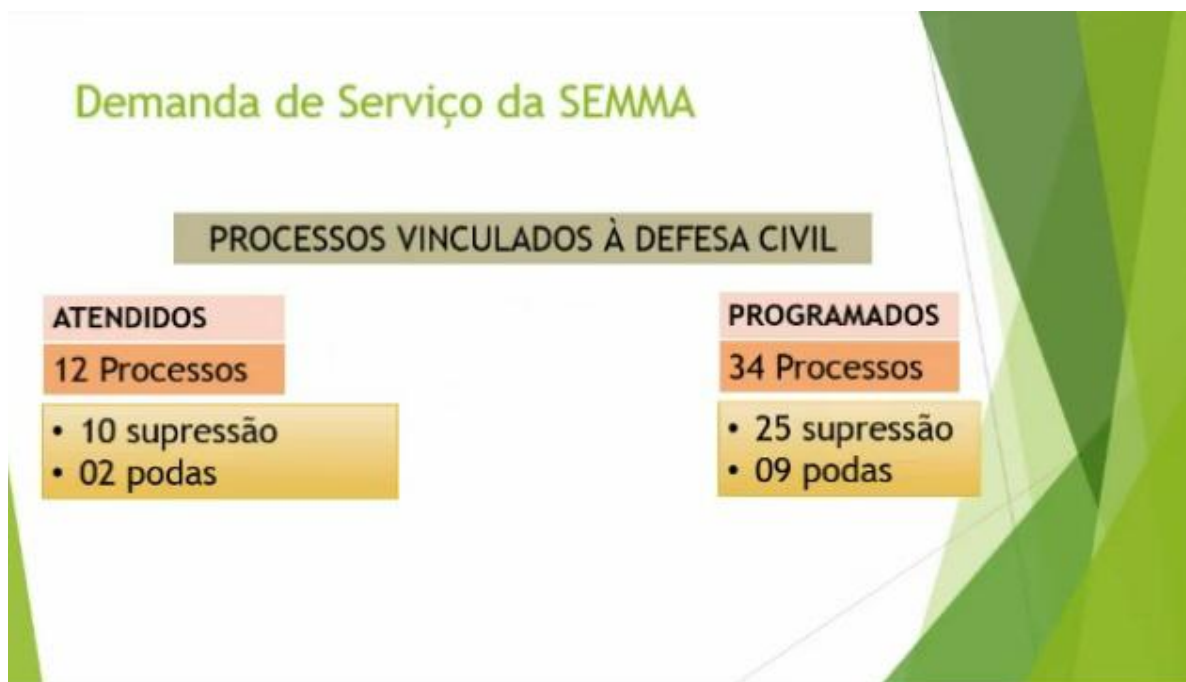 Demanda de Serviço da SEMMA
PROCESSOS VINCULADOS À DEFESA CIVIL
ATENDIDOS
12 Processos
• 10 supressão
• 02 podas
PROGRAMADOS
34 Processos
• 25 supressão
• 09 podas